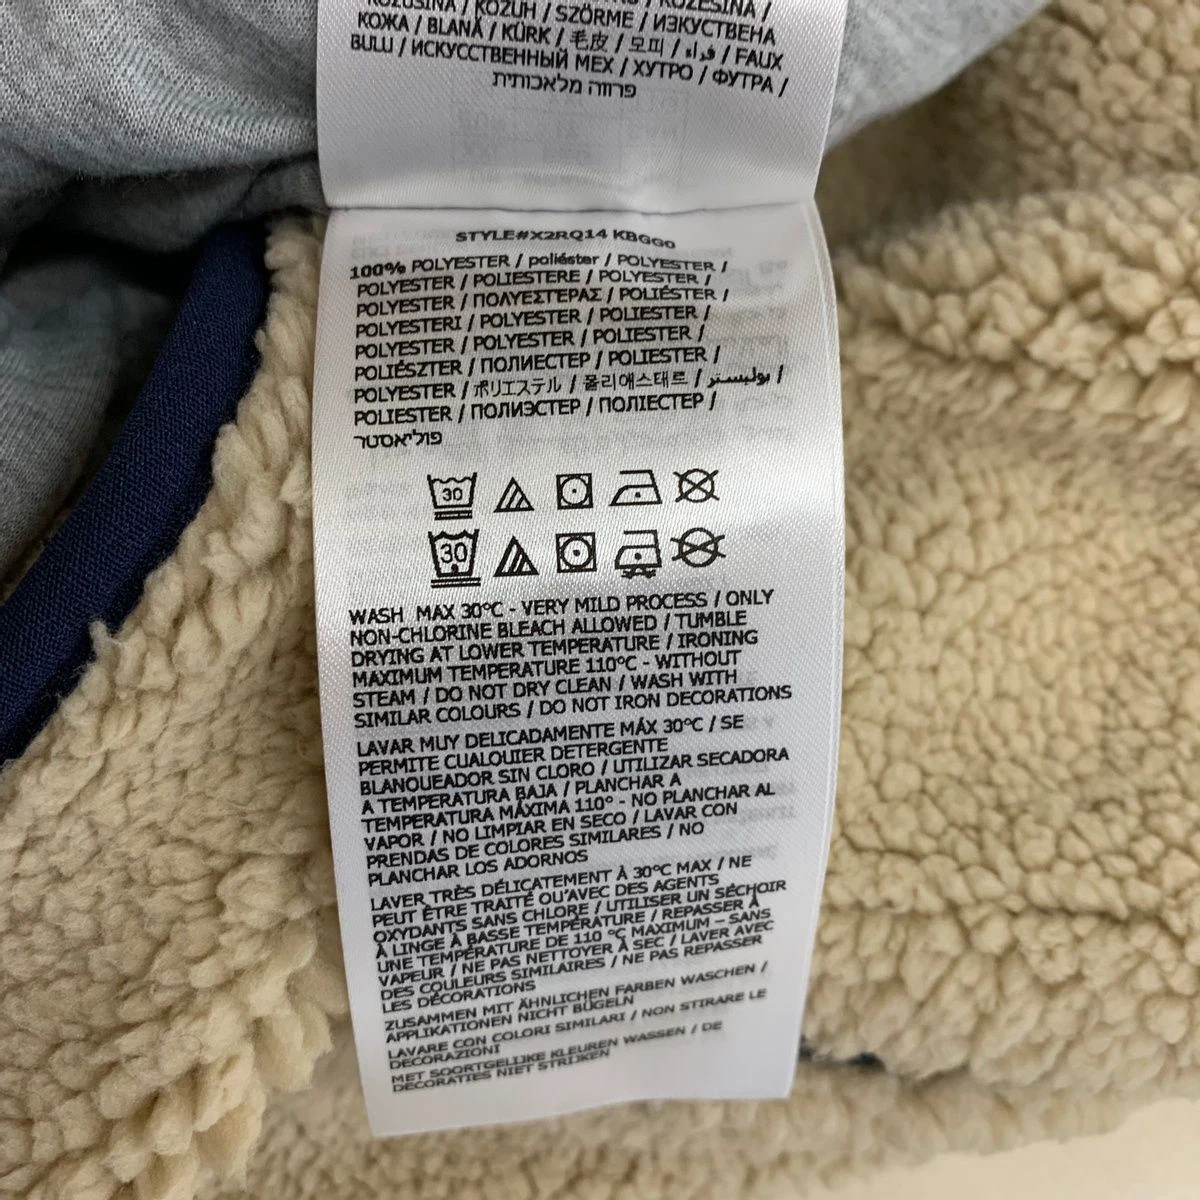 KOŽUŠINA / KOŽUH / SZŐRME / ИЗКУСТВЕНА
КОЖА / BLANĂ / KÜRK / 毛皮 / 모피 / فراء / FAUX
BULU / ИСКУССТВЕННЫЙ МЕХ / ХУТРО / ФУТРА /
פרווה מלאכותית
STYLE#X2RQ14 KBGG0
100% POLYESTER / poliéster / POLYESTER /
POLYESTER / POLIESTERE / POLYESTER /
POLYESTER / ΠΟΛΥΕΣΤΕΡΑΣ / POLIÉSTER /
POLYESTERI / POLYESTER / POLIESTER /
POLYESTER / POLYESTER / POLIESTER /
POLIÉSZTER / ПОЛИЕСТЕР / POLIESTER /
POLYESTER / ポリエステル / 폴리에스테르 / بوليستر /
POLIESTER / ПОЛИЭСТЕР / ПОЛІЕСТЕР /
פוליאסטר
30
30
WASH MAX 30°C - VERY MILD PROCESS / ONLY
NON-CHLORINE BLEACH ALLOWED / TUMBLE
DRYING AT LOWER TEMPERATURE / IRONING
MAXIMUM TEMPERATURE 110°C - WITHOUT
STEAM / DO NOT DRY CLEAN / WASH WITH
SIMILAR COLOURS / DO NOT IRON DECORATIONS
LAVAR MUY DELICADAMENTE MÁX 30°C / SE
PERMITE CUALQUIER DETERGENTE
BLANQUEADOR SIN CLORO / UTILIZAR SECADORA
A TEMPERATURA BAJA / PLANCHAR A
TEMPERATURA MÁXIMA 110° - NO PLANCHAR AL
VAPOR / NO LIMPIAR EN SECO / LAVAR CON
PRENDAS DE COLORES SIMILARES / NO
PLANCHAR LOS ADORNOS
LAVER TRÈS DÉLICATEMENT À 30°C MAX / NE
PEUT ÊTRE TRAITÉ QU'AVEC DES AGENTS
OXYDANTS SANS CHLORE / UTILISER UN SÉCHOIR
À LINGE À BASSE TEMPÉRATURE / REPASSER À
UNE TEMPÉRATURE DE 110 °C MAXIMUM – SANS
VAPEUR / NE PAS NETTOYER À SEC / LAVER AVEC
DES COULEURS SIMILAIRES / NE PAS REPASSER
LES DÉCORATIONS
ZUSAMMEN MIT ÄHNLICHEN FARBEN WASCHEN /
APPLIKATIONEN NICHT BÜGELN
LAVARE CON COLORI SIMILARI / NON STIRARE LE
DECORAZIONI
MET SOORTGELIJKE KLEUREN WASSEN / DE
DECORATIES NIET STRIJKEN